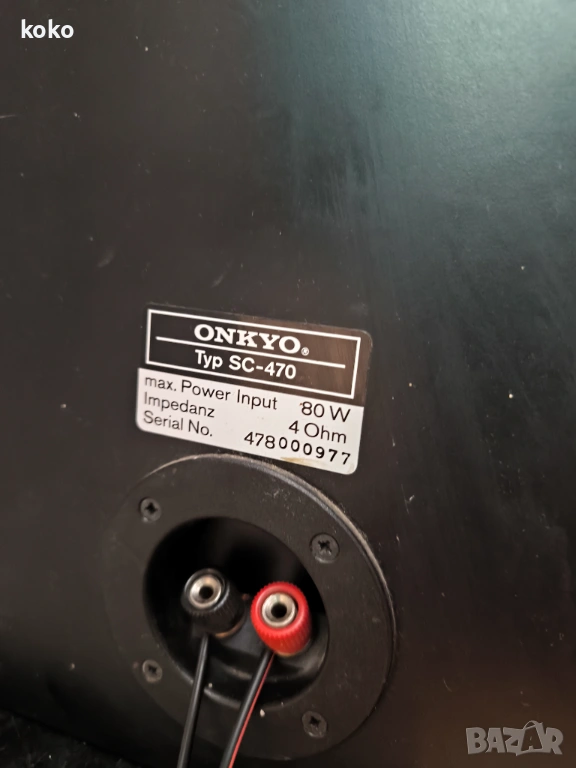 koko
ONKYO®
Typ SC-470
max. Power Input 80 W
Impedanz 4 Ohm
Serial No. 478000977
BAZAR